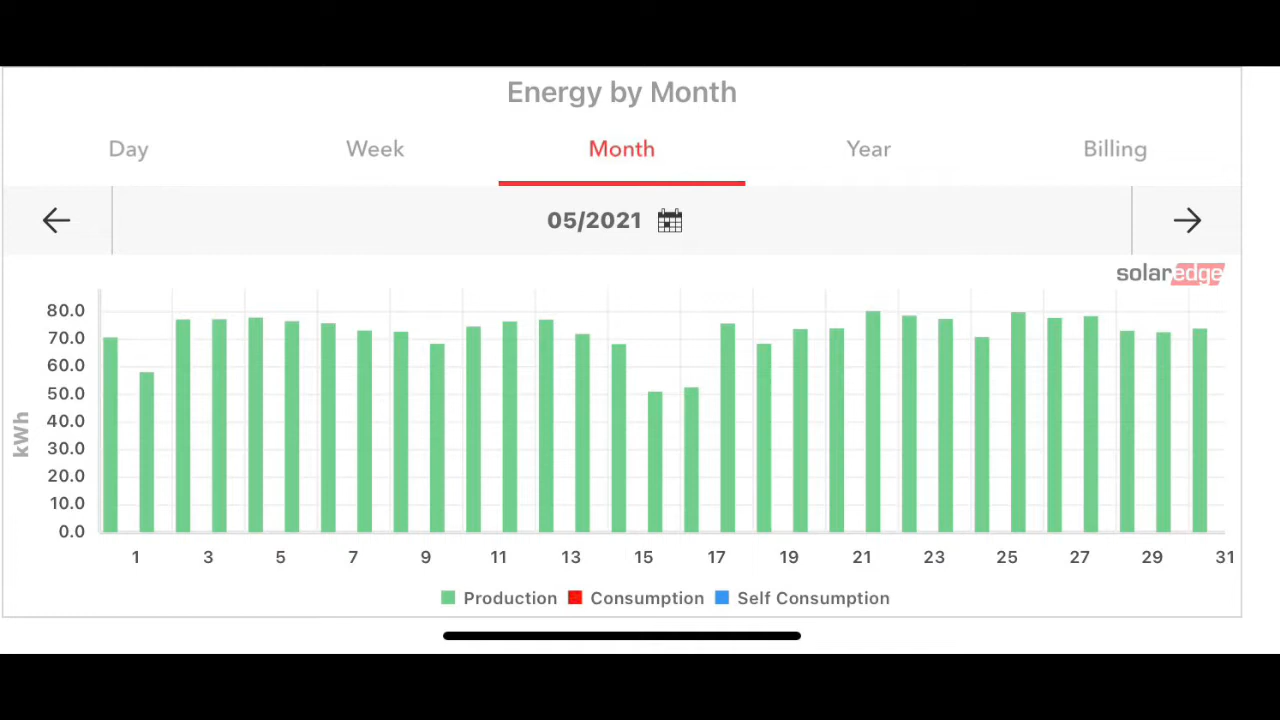 Energy by Month
Day Week Month Year Billing
05/2021
solaredge
80.0
70.0
60.0
50.0
40.0
30.0
20.0
10.0
0.0
kWh
1 3 5 7 9 11 13 15 17 19 21 23 25 27 29 31
Production Consumption Self Consumption